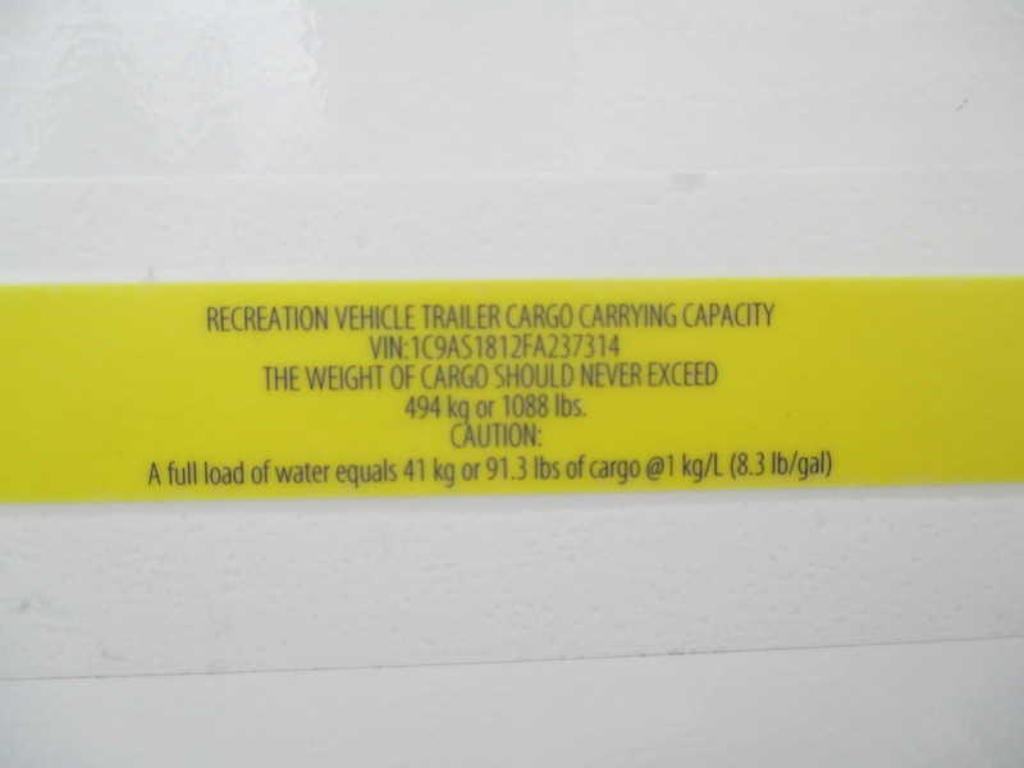 RECREATION VEHICLE TRAILER CARGO CARRYING CAPACITY
VIN:1C9AS1812FA237314
THE WEIGHT OF CARGO SHOULD NEVER EXCEED
494 kg or 1088 lbs.
CAUTION:
A full load of water equals 41 kg or 91.3 lbs of cargo @1 kg/L (8.3 lb/gal)